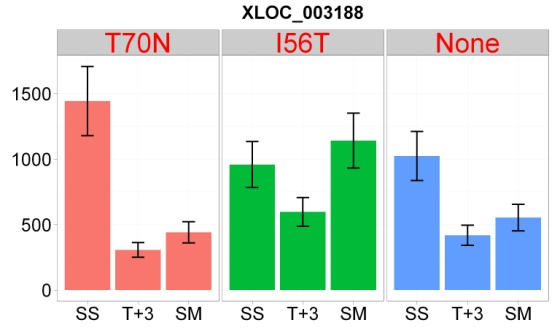 XLOC_003188
T70N I56T None
1500
1000
500
0
SS T+3 SM SS T+3 SM SS T+3 SM